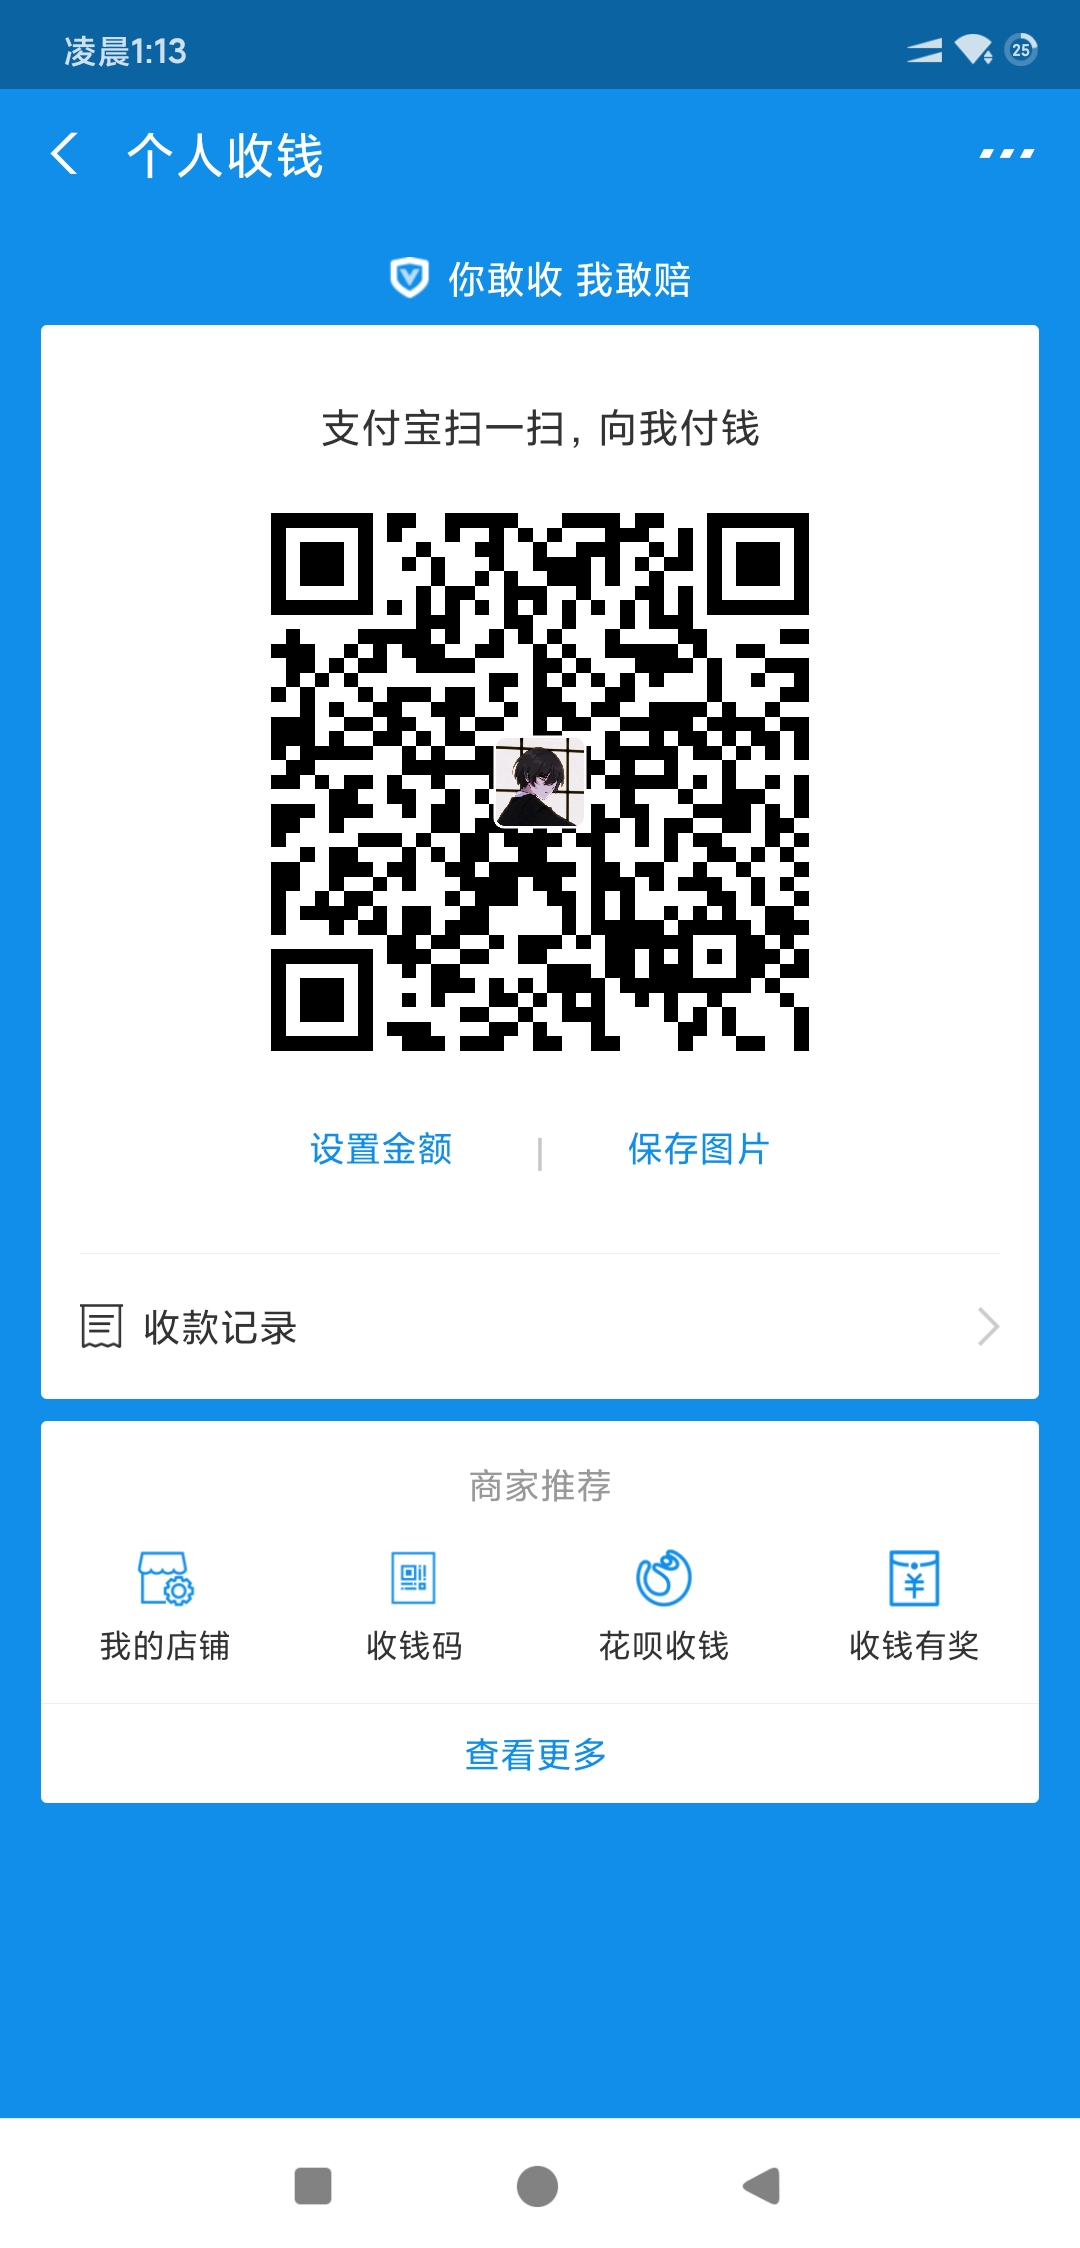 凌晨1:13
25
个人收钱
你敢收 我敢赔
支付宝扫一扫，向我付钱
设置金额 | 保存图片
收款记录
商家推荐
我的店铺 收钱码 花呗收钱 收钱有奖
查看更多